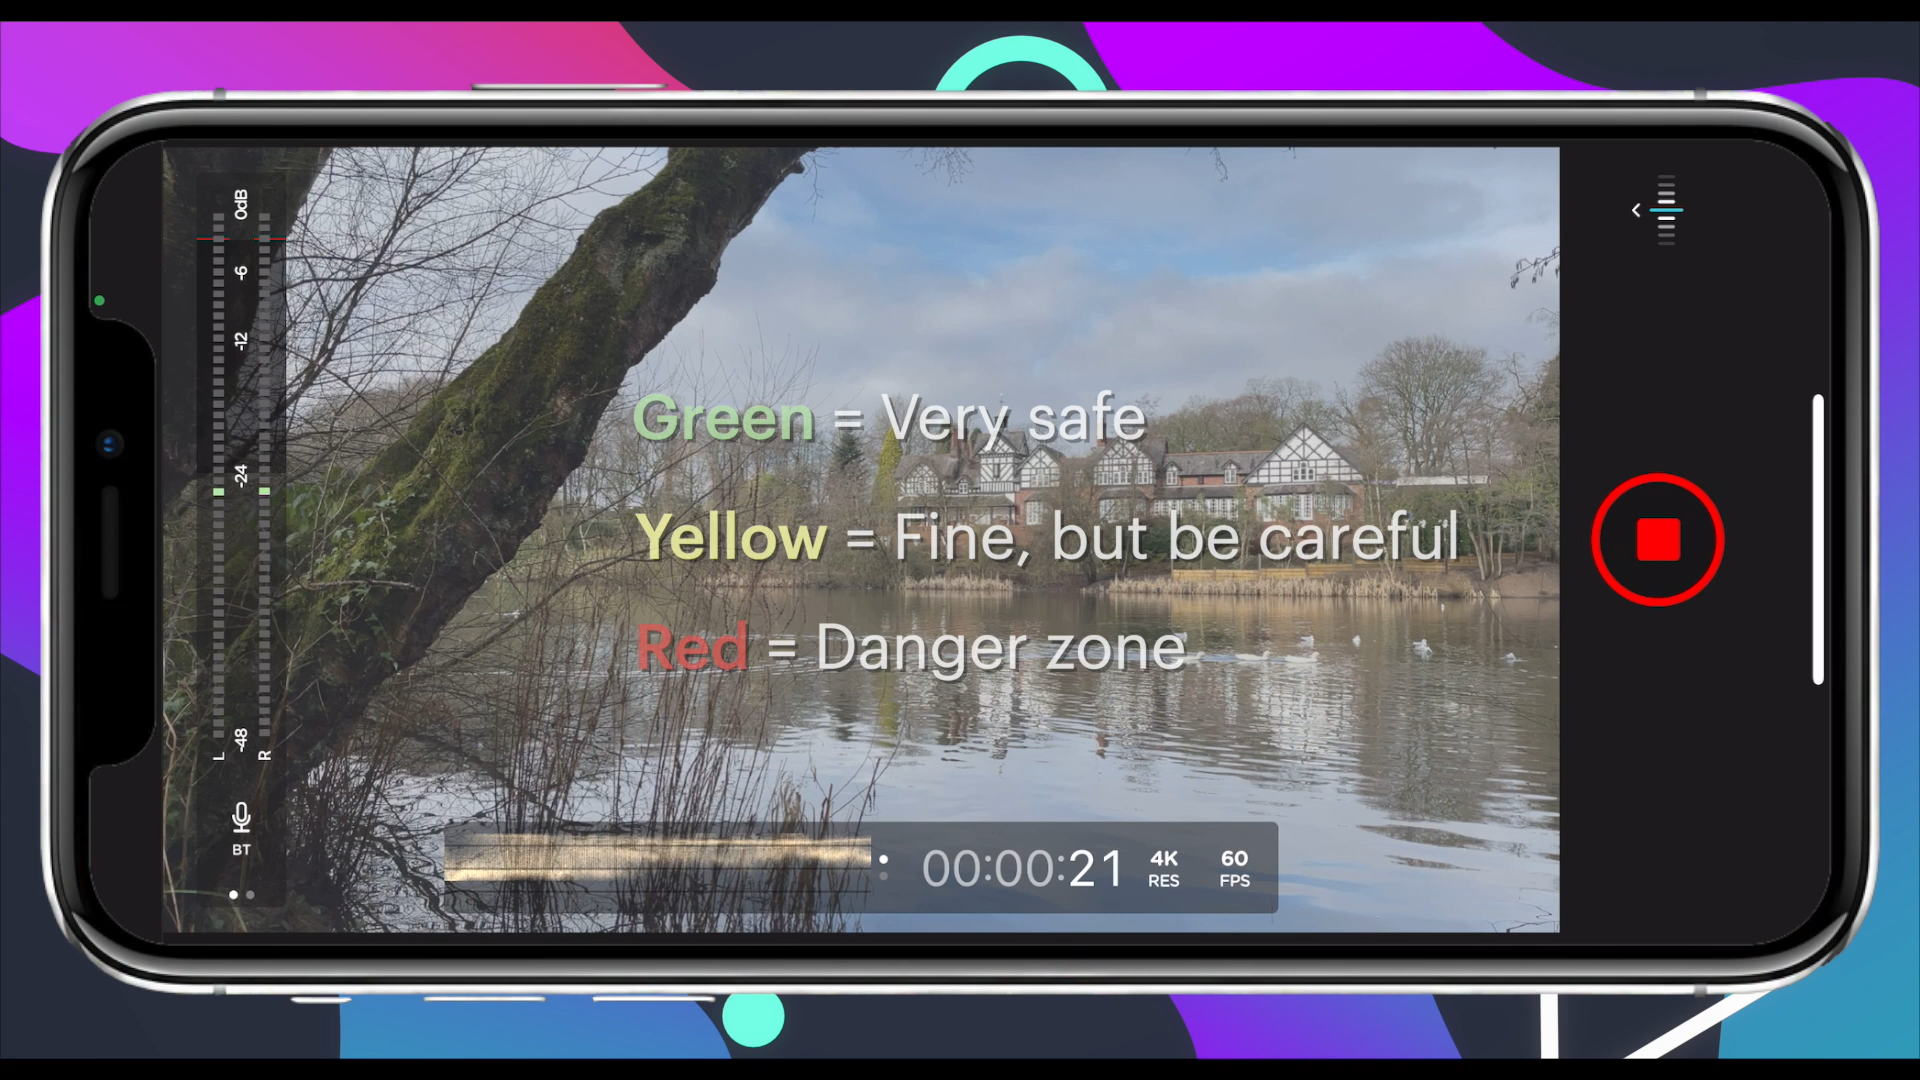 0dB
-6
-12
-24
-48
L
R
BT
Green = Very safe
Yellow = Fine, but be careful
Red = Danger zone
00:00:21
4K
RES
60
FPS